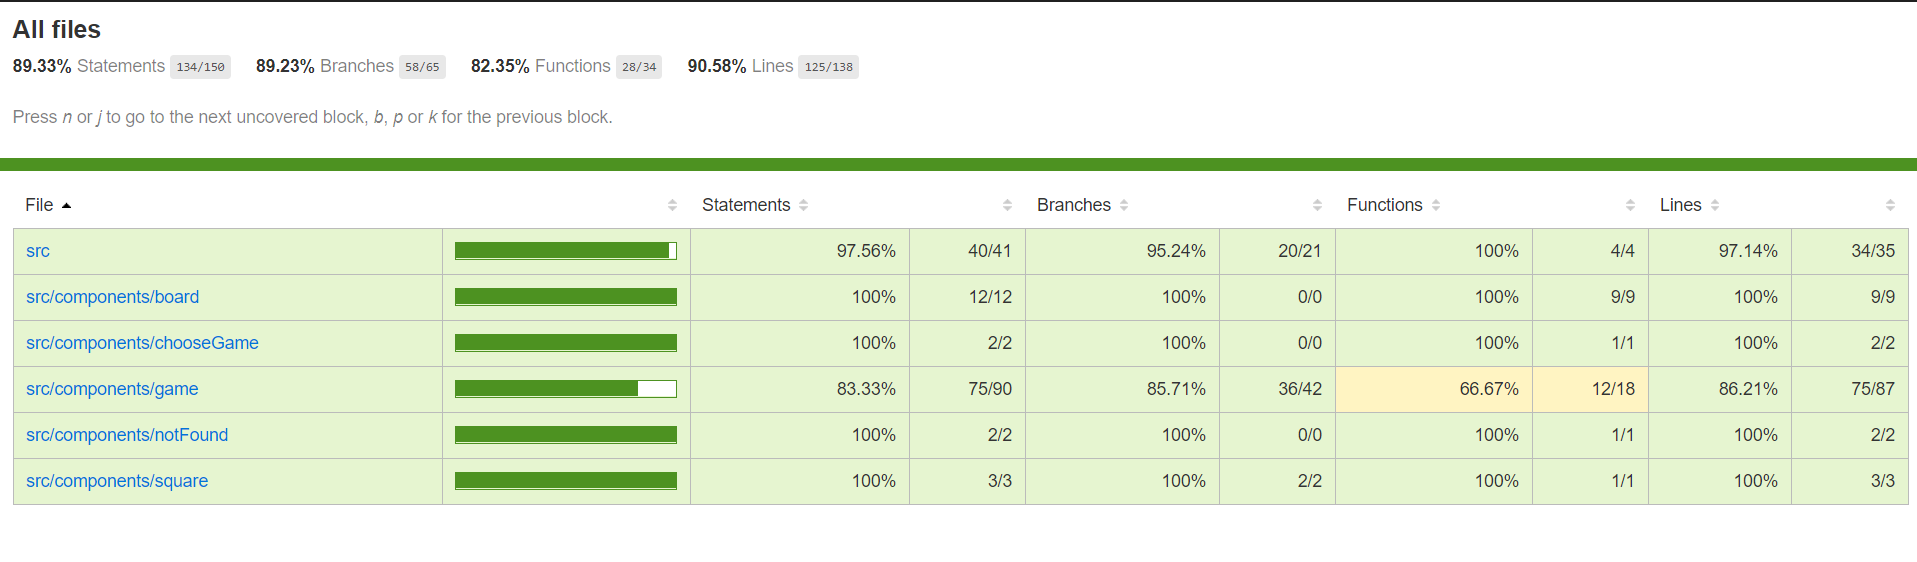 All files
89.33% Statements 134/150 89.23% Branches 58/65 82.35% Functions 28/34 90.58% Lines 125/138
Press n or j to go to the next uncovered block, b, p or k for the previous block.
File Statements Branches Functions Lines
src 97.56% 40/41 95.24% 20/21 100% 4/4 97.14% 34/35
src/components/board 100% 12/12 100% 0/0 100% 9/9 100% 9/9
src/components/chooseGame 100% 2/2 100% 0/0 100% 1/1 100% 2/2
src/components/game 83.33% 75/90 85.71% 36/42 66.67% 12/18 86.21% 75/87
src/components/notFound 100% 2/2 100% 0/0 100% 1/1 100% 2/2
src/components/square 100% 3/3 100% 2/2 100% 1/1 100% 3/3